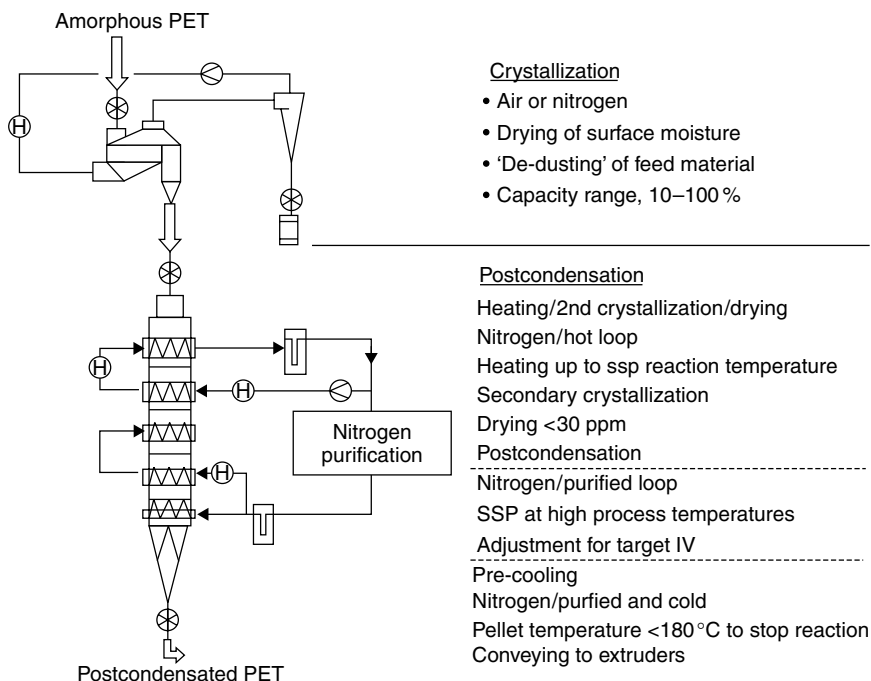 Amorphous PET
H
Crystallization
• Air or nitrogen
• Drying of surface moisture
• ‘De-dusting’ of feed material
• Capacity range, 10–100 %
Postcondensation
Heating/2nd crystallization/drying
Nitrogen/hot loop
Heating up to ssp reaction temperature
Secondary crystallization
Drying <30 ppm
Postcondensation
Nitrogen/purified loop
SSP at high process temperatures
Adjustment for target IV
Pre-cooling
Nitrogen/purfied and cold
Pellet temperature <180 °C to stop reaction
Conveying to extruders
H
H
Nitrogen
purification
H
Postcondensated PET